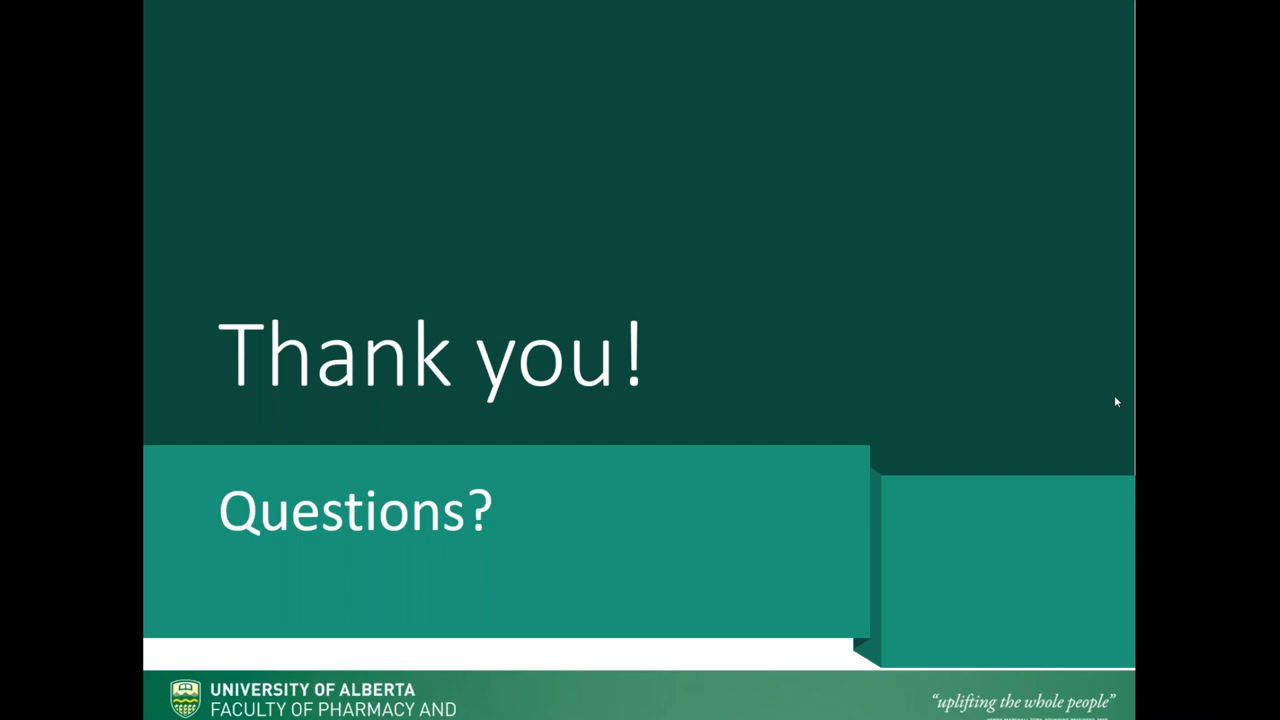 Thank you!
Questions?
UNIVERSITY OF ALBERTA
FACULTY OF PHARMACY AND
“uplifting the whole people”